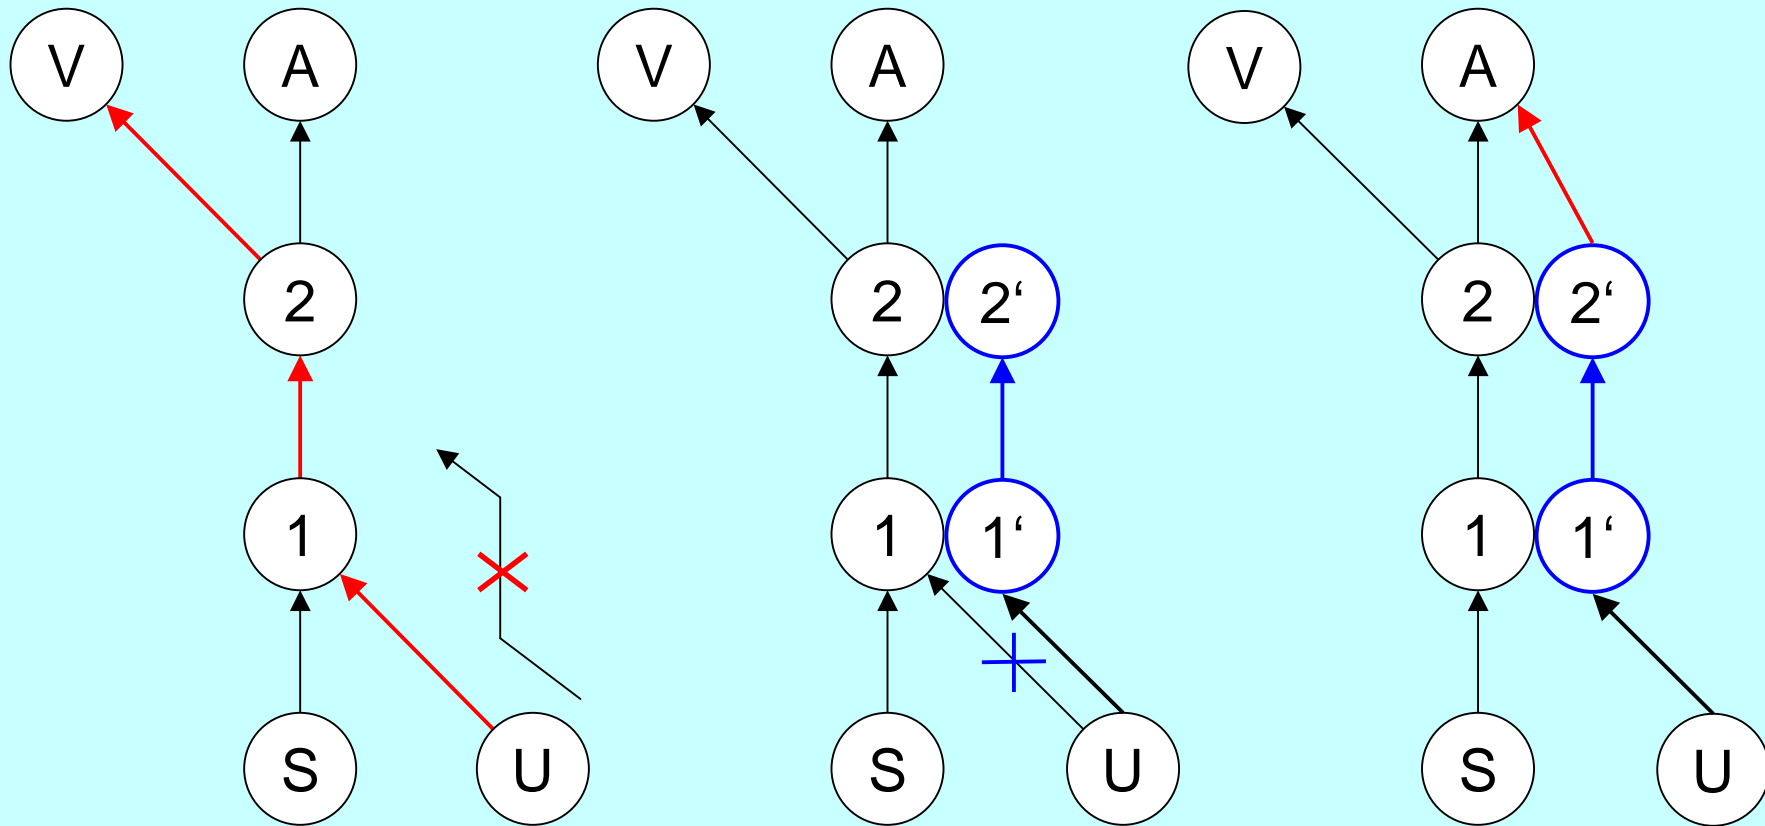 V A V A V A
2 2 2‘ 2 2‘
1 1 1‘ 1 1‘
S U S U S U